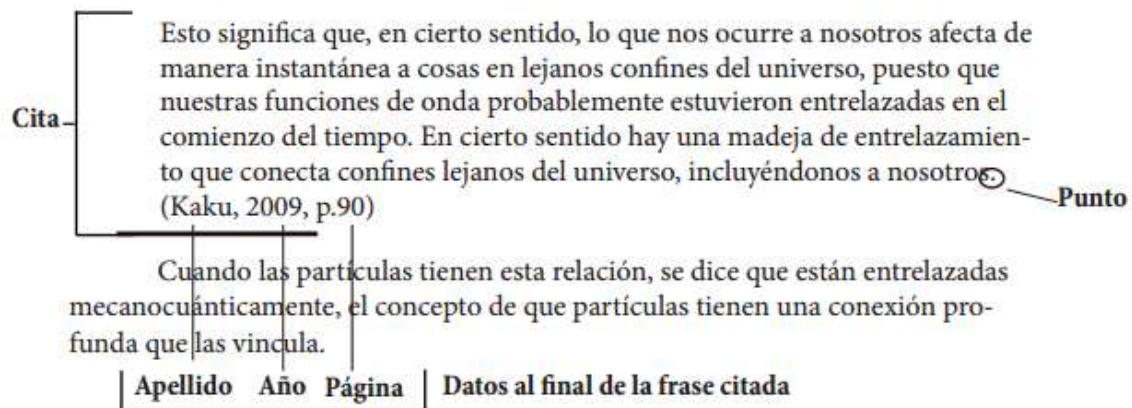 Esto significa que, en cierto sentido, lo que nos ocurre a nosotros afecta de
manera instantánea a cosas en lejanos confines del universo, puesto que
nuestras funciones de onda probablemente estuvieron entrelazadas en el
Cita
comienzo del tiempo. En cierto sentido hay una madeja de entrelazamien-
to que conecta confines lejanos del universo, incluyéndonos a nosotros.
Punto
(Kaku, 2009, p.90)
Cuando las partículas tienen esta relación, se dice que están entrelazadas
mecanocuánticamente, el concepto de que partículas tienen una conexión pro-
funda que las vincula.
Apellido Año Página Datos al final de la frase citada